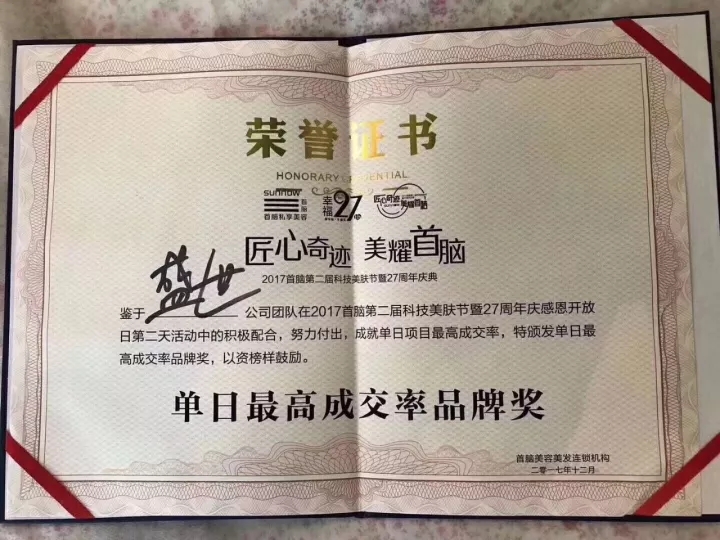 荣誉证书
HONORARY CREDENTIAL
sunnow 首脑
首脑私享美容
幸福27
匠心奇迹
美耀首脑
匠心奇迹 美耀首脑
2017首脑第二届科技美肤节暨27周年庆典
鉴于 盛世 公司团队在2017首脑第二届科技美肤节暨27周年庆感恩开放
日第二天活动中的积极配合，努力付出，成就单日项目最高成交率，特颁发单日最
高成交率品牌奖，以资榜样鼓励。
单日最高成交率品牌奖
首脑美容美发连锁机构
二零一七年十二月